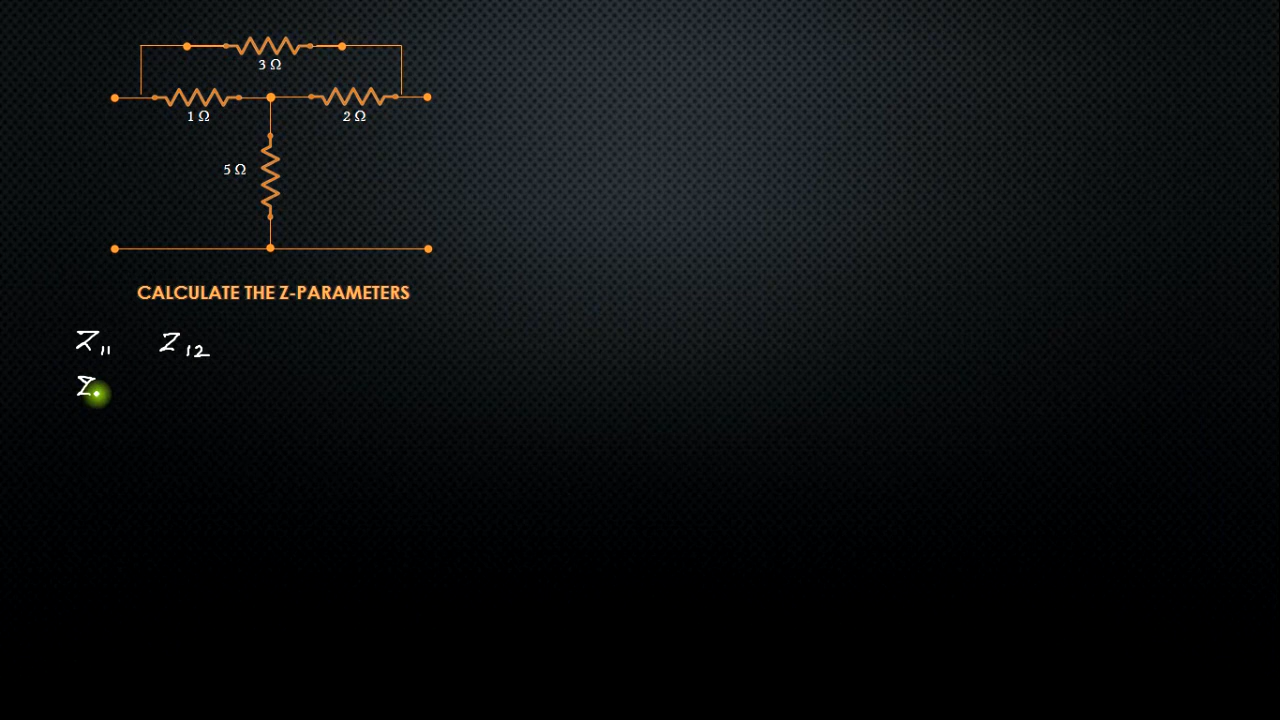 3 Ω
1 Ω 2 Ω
5 Ω
CALCULATE THE Z-PARAMETERS
Z₁₁ Z₁₂
Z